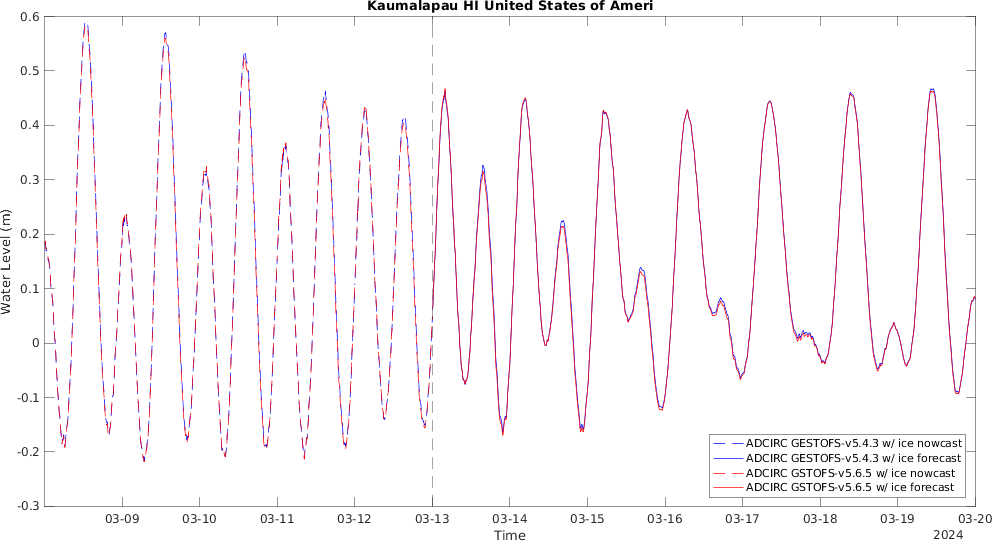 Kaumalapau HI United States of Ameri
Water Level (m)
0.6
0.5
0.4
0.3
0.2
0.1
0
-0.1
-0.2
-0.3
ADCIRC GESTOFS-v5.4.3 w/ ice nowcast
ADCIRC GESTOFS-v5.4.3 w/ ice forecast
ADCIRC GSTOFS-v5.6.5 w/ ice nowcast
ADCIRC GSTOFS-v5.6.5 w/ ice forecast
03-09 03-10 03-11 03-12 03-13 03-14 03-15 03-16 03-17 03-18 03-19 03-20
Time
2024